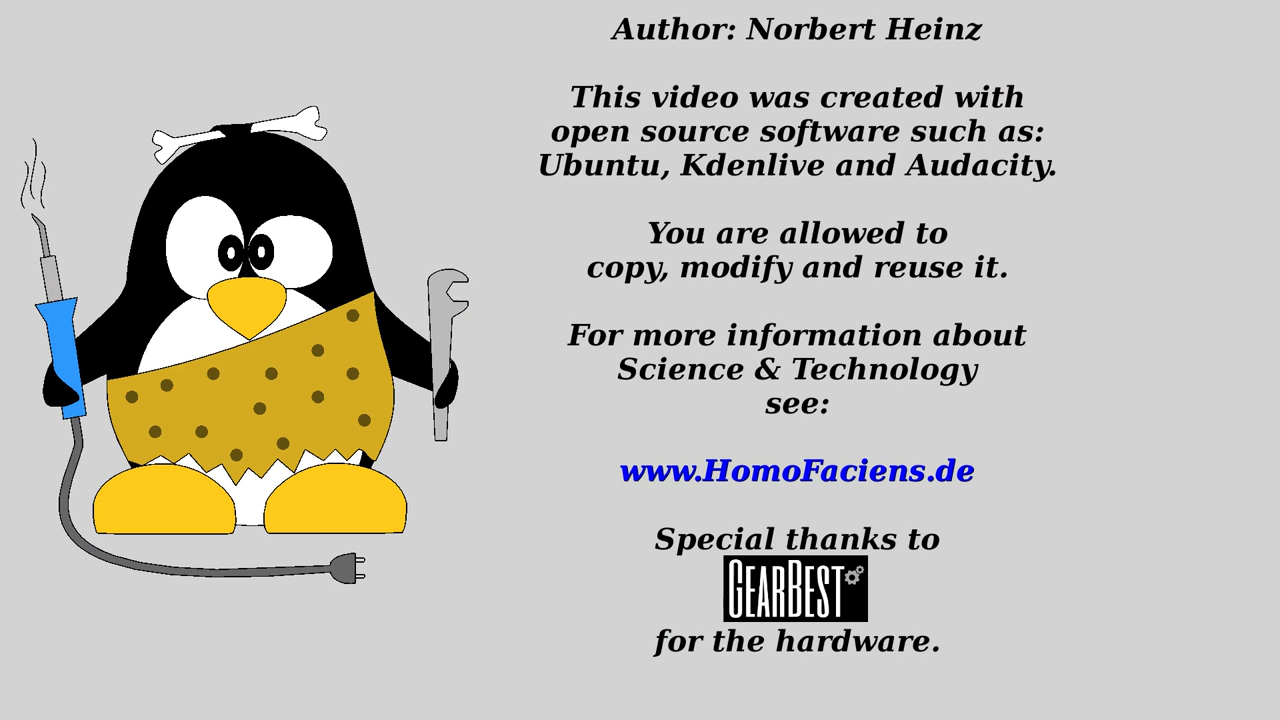 Author: Norbert Heinz
This video was created with
open source software such as:
Ubuntu, Kdenlive and Audacity.
You are allowed to
copy, modify and reuse it.
For more information about
Science & Technology
see:
www.HomoFaciens.de
Special thanks to
GEARBEST
for the hardware.